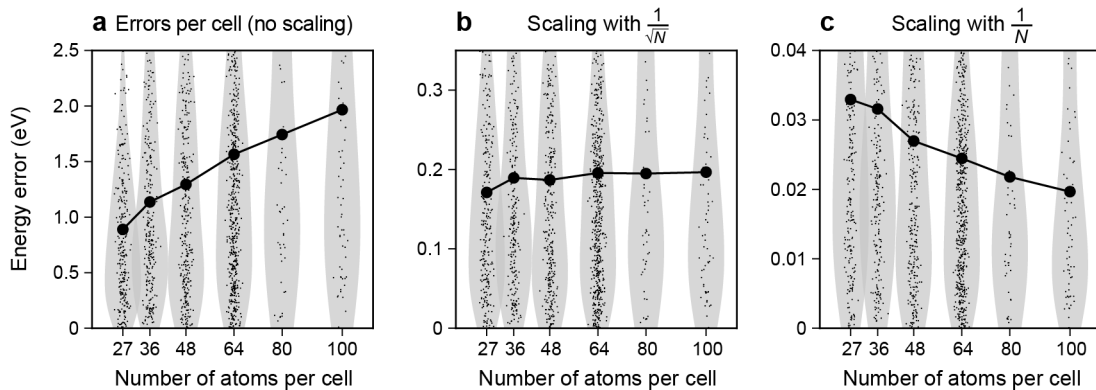 a Errors per cell (no scaling)
b Scaling with 1/√N
c Scaling with 1/N
Energy error (eV)
2.5
2.0
1.5
1.0
0.5
0
27 36 48 64 80 100
Number of atoms per cell
0.3
0.2
0.1
0
27 36 48 64 80 100
Number of atoms per cell
0.04
0.03
0.02
0.01
0
27 36 48 64 80 100
Number of atoms per cell